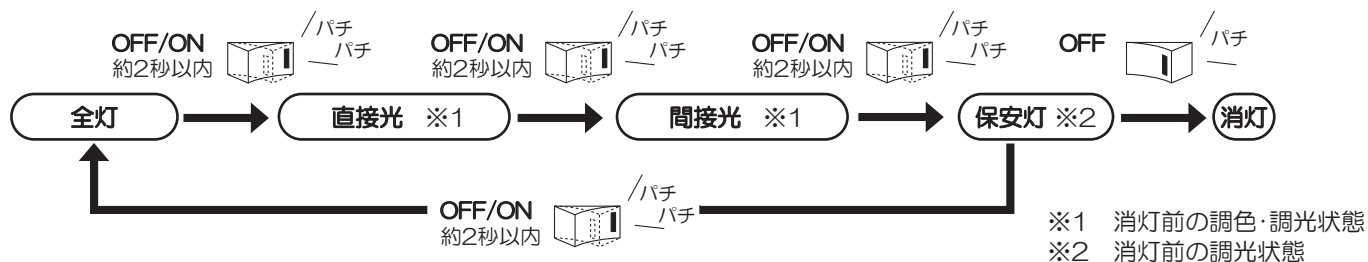 OFF/ON
約2秒以内
パチ
パチ
OFF/ON
約2秒以内
パチ
パチ
OFF/ON
約2秒以内
パチ
パチ
OFF
パチ
全灯
直接光 ※1
間接光 ※1
保安灯 ※2
消灯
OFF/ON
約2秒以内
パチ
パチ
※1 消灯前の調色･調光状態
※2 消灯前の調光状態